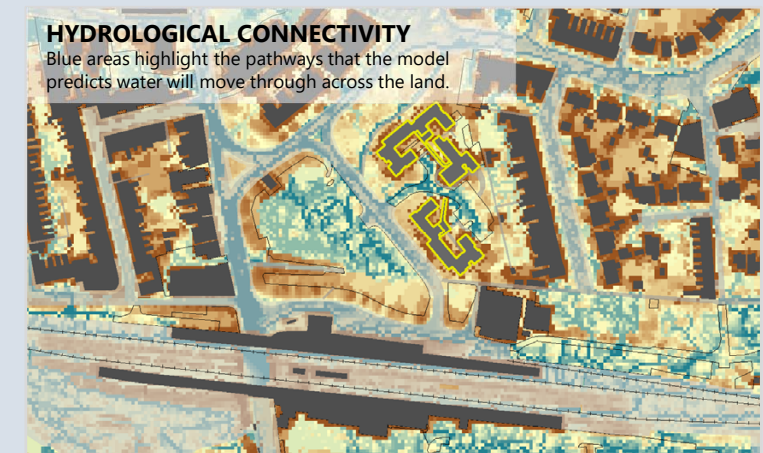 HYDROLOGICAL CONNECTIVITY
Blue areas highlight the pathways that the model
predicts water will move through across the land.